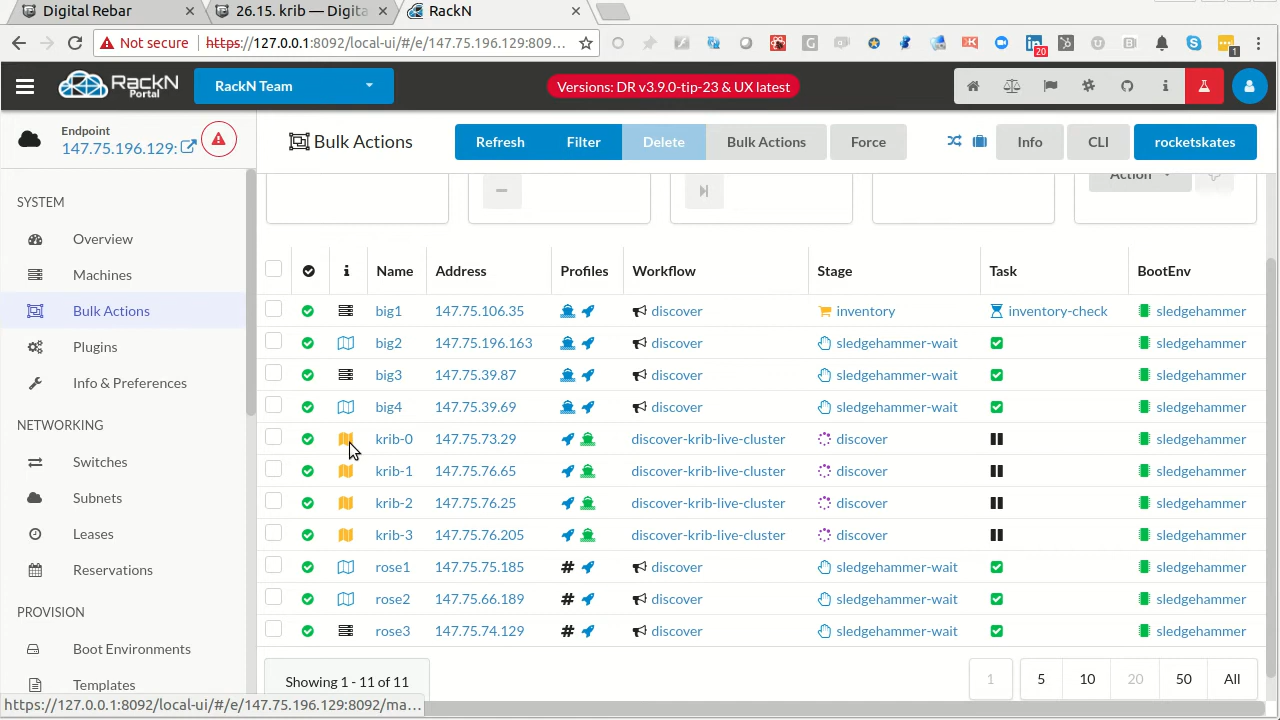 Digital Rebar
26.15. krib — Digita
RackN
Not secure
https://127.0.0.1:8092/local-ui/#/e/147.75.196.129:809...
20
1
RackN
Portal
RackN Team
Versions: DR v3.9.0-tip-23 & UX latest
Endpoint
147.75.196.129:
Bulk Actions
Refresh
Filter
Delete
Bulk Actions
Force
Info
CLI
rocketskates
SYSTEM
Overview
Machines
Bulk Actions
Plugins
Info & Preferences
NETWORKING
Switches
Subnets
Leases
Reservations
PROVISION
Boot Environments
Templates
Action
Name Address Profiles Workflow Stage Task BootEnv
big1 147.75.106.35 discover inventory inventory-check sledgehammer
big2 147.75.196.163 discover sledgehammer-wait sledgehammer
big3 147.75.39.87 discover sledgehammer-wait sledgehammer
big4 147.75.39.69 discover sledgehammer-wait sledgehammer
krib-0 147.75.73.29 discover-krib-live-cluster discover sledgehammer
krib-1 147.75.76.65 discover-krib-live-cluster discover sledgehammer
krib-2 147.75.76.25 discover-krib-live-cluster discover sledgehammer
krib-3 147.75.76.205 discover-krib-live-cluster discover sledgehammer
rose1 147.75.75.185 # discover sledgehammer-wait sledgehammer
rose2 147.75.66.189 # discover sledgehammer-wait sledgehammer
rose3 147.75.74.129 # discover sledgehammer-wait sledgehammer
Showing 1 - 11 of 11
1 5 10 20 50 All
https://127.0.0.1:8092/local-ui/#/e/147.75.196.129:8092/ma...